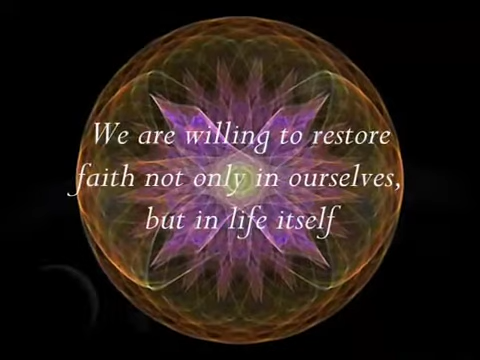 We are willing to restore
faith not only in ourselves,
but in life itself